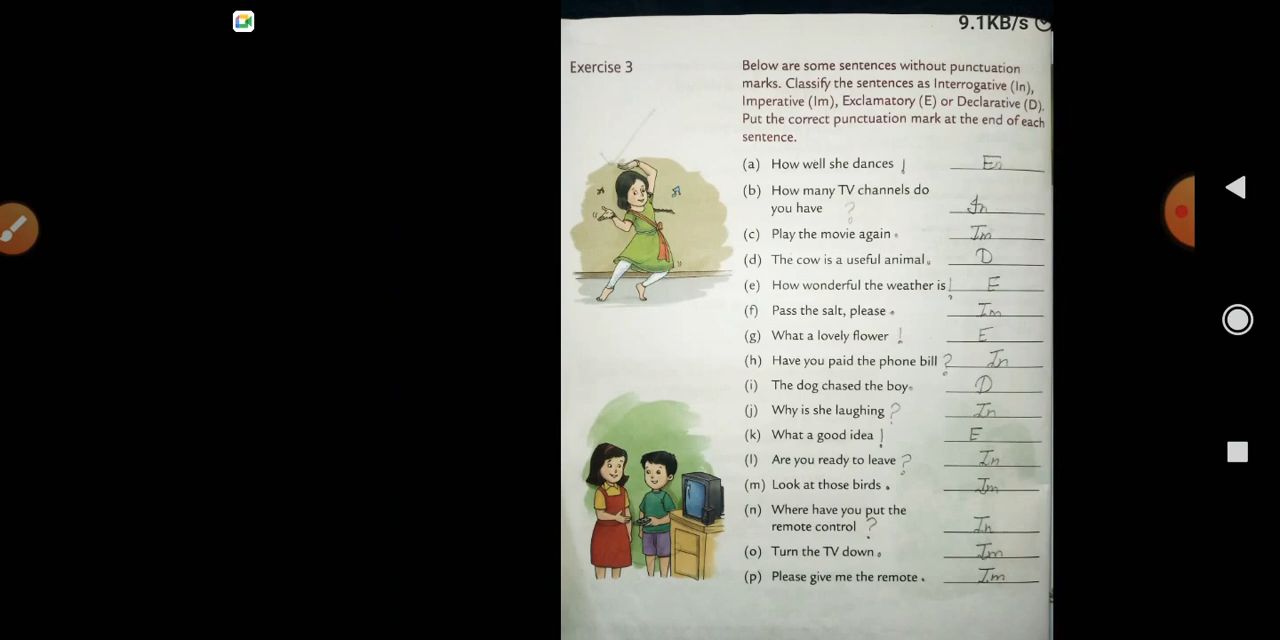 9.1KB/s
Exercise 3
Below are some sentences without punctuation
marks. Classify the sentences as Interrogative (In),
Imperative (Im), Exclamatory (E) or Declarative (D).
Put the correct punctuation mark at the end of each
sentence.
(a) How well she dances ! E
(b) How many TV channels do
you have ? In
(c) Play the movie again . Im
(d) The cow is a useful animal. D
(e) How wonderful the weather is! E
(f) Pass the salt, please . Im
(g) What a lovely flower ! E
(h) Have you paid the phone bill ? In
(i) The dog chased the boy. D
(j) Why is she laughing ? In
(k) What a good idea ! E
(l) Are you ready to leave ? In
(m) Look at those birds . Im
(n) Where have you put the
remote control ? In
(o) Turn the TV down . Im
(p) Please give me the remote . Im